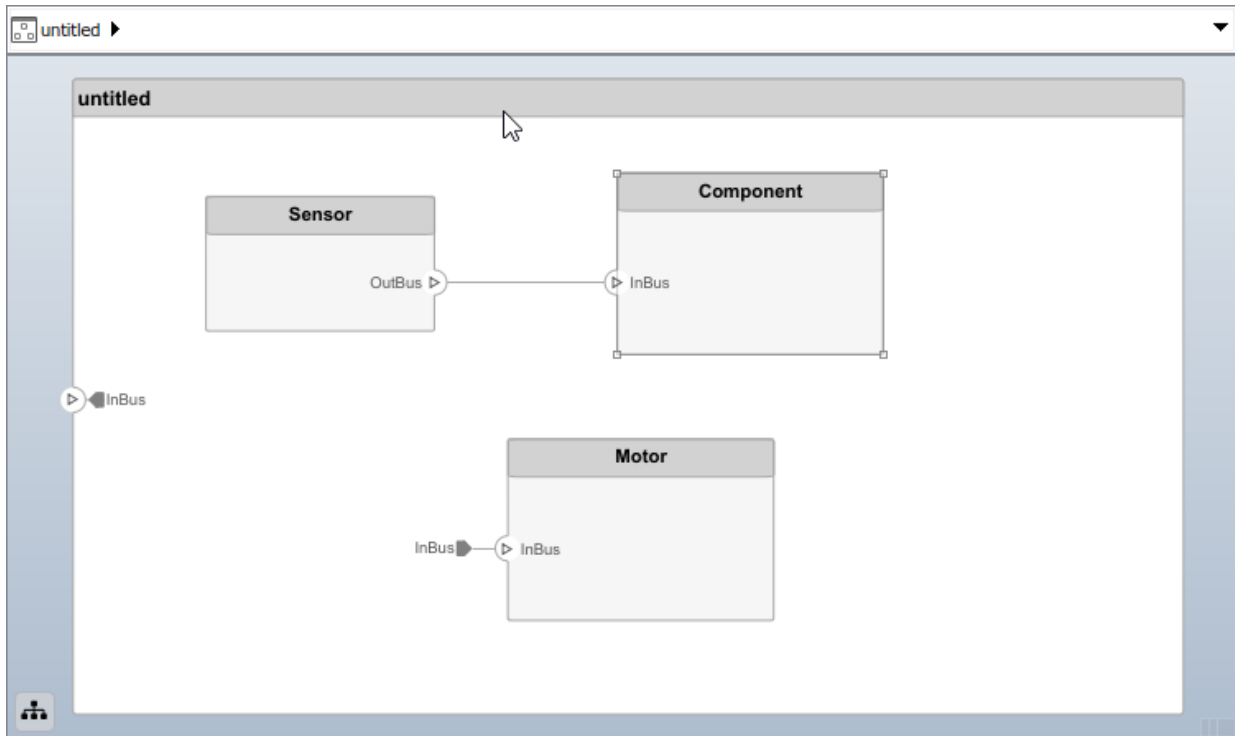 untitled
untitled
Sensor
Component
OutBus
InBus
InBus
Motor
InBus
InBus